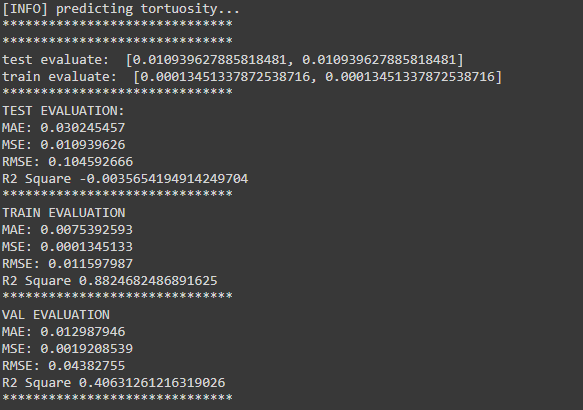 [INFO] predicting tortuosity...
******************************
******************************
test evaluate:  [0.010939627885818481, 0.010939627885818481]
train evaluate:  [0.00013451337872538716, 0.00013451337872538716]
******************************
TEST EVALUATION:
MAE: 0.030245457
MSE: 0.010939626
RMSE: 0.104592666
R2 Square -0.0035654194914249704
******************************
TRAIN EVALUATION
MAE: 0.0075392593
MSE: 0.0001345133
RMSE: 0.011597987
R2 Square 0.8824682486891625
******************************
VAL EVALUATION
MAE: 0.012987946
MSE: 0.0019208539
RMSE: 0.04382755
R2 Square 0.40631261216319026
******************************